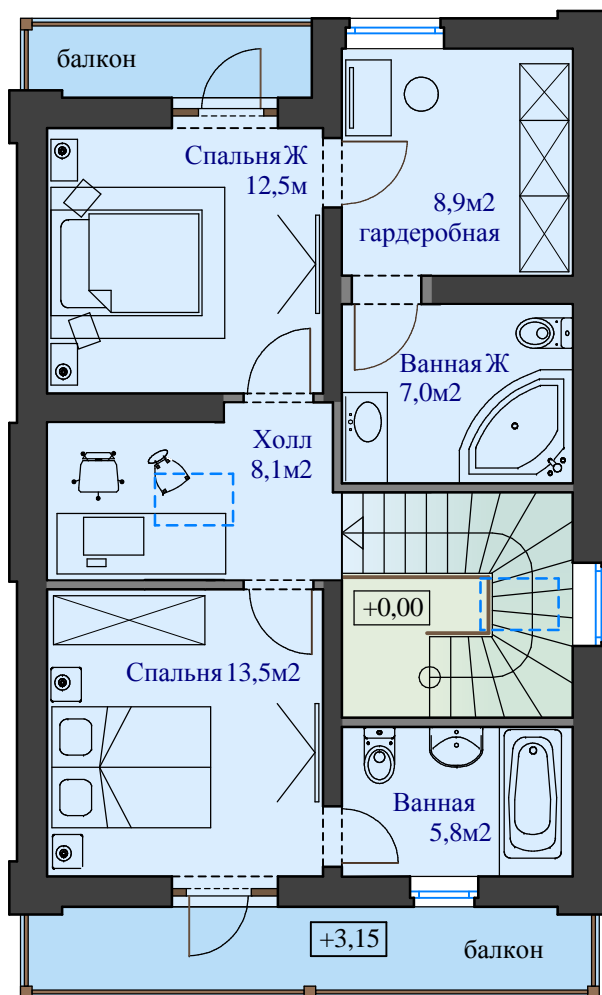 балкон
Спальня Ж
12,5м
8,9м2
гардеробная
Ванная Ж
7,0м2
Холл
8,1м2
+0,00
Спальня 13,5м2
Ванная
5,8м2
+3,15
балкон